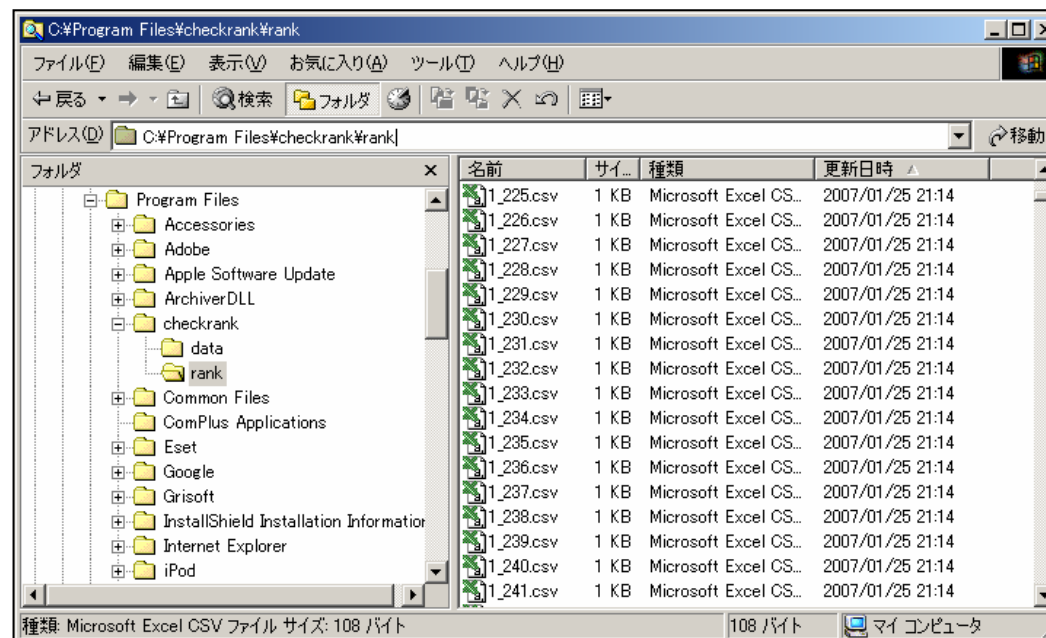 C:¥Program Files¥checkrank¥rank
ファイル(F) 編集(E) 表示(V) お気に入り(A) ツール(T) ヘルプ(H)
戻る 検索 フォルダ
アドレス(D) C:¥Program Files¥checkrank¥rank 移動
フォルダ
Program Files
Accessories
Adobe
Apple Software Update
ArchiverDLL
checkrank
data
rank
Common Files
ComPlus Applications
Eset
Google
Grisoft
InstallShield Installation Information
Internet Explorer
iPod
名前 サイ... 種類 更新日時
1_225.csv 1 KB Microsoft Excel CS... 2007/01/25 21:14
1_226.csv 1 KB Microsoft Excel CS... 2007/01/25 21:14
1_227.csv 1 KB Microsoft Excel CS... 2007/01/25 21:14
1_228.csv 1 KB Microsoft Excel CS... 2007/01/25 21:14
1_229.csv 1 KB Microsoft Excel CS... 2007/01/25 21:14
1_230.csv 1 KB Microsoft Excel CS... 2007/01/25 21:14
1_231.csv 1 KB Microsoft Excel CS... 2007/01/25 21:14
1_232.csv 1 KB Microsoft Excel CS... 2007/01/25 21:14
1_233.csv 1 KB Microsoft Excel CS... 2007/01/25 21:14
1_234.csv 1 KB Microsoft Excel CS... 2007/01/25 21:14
1_235.csv 1 KB Microsoft Excel CS... 2007/01/25 21:14
1_236.csv 1 KB Microsoft Excel CS... 2007/01/25 21:14
1_237.csv 1 KB Microsoft Excel CS... 2007/01/25 21:14
1_238.csv 1 KB Microsoft Excel CS... 2007/01/25 21:14
1_239.csv 1 KB Microsoft Excel CS... 2007/01/25 21:14
1_240.csv 1 KB Microsoft Excel CS... 2007/01/25 21:14
1_241.csv 1 KB Microsoft Excel CS... 2007/01/25 21:14
種類: Microsoft Excel CSV ファイル サイズ: 108 バイト 108 バイト マイ コンピュータ